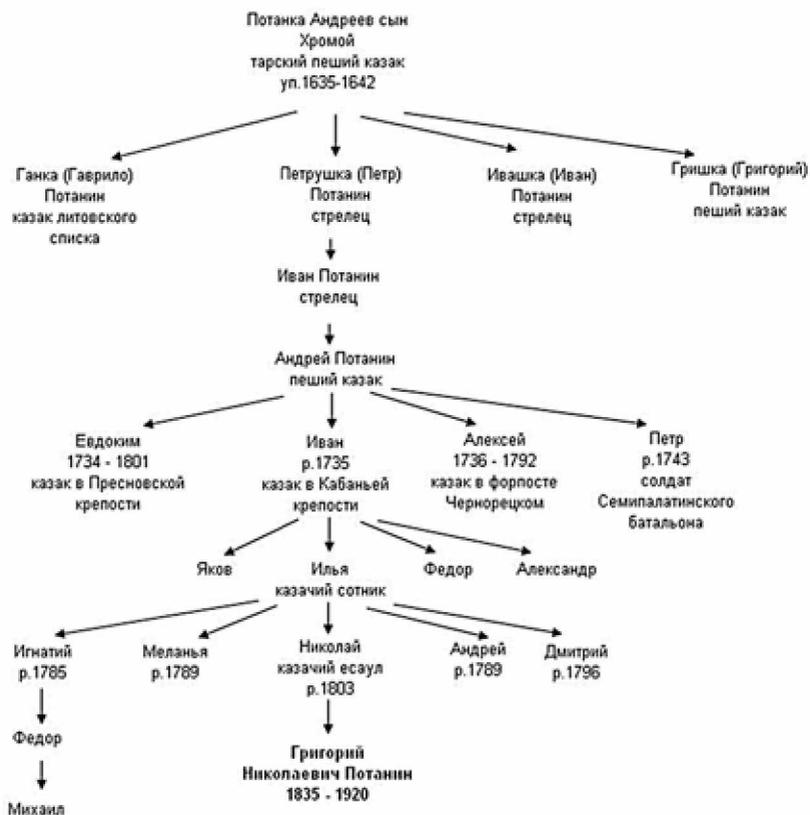 Потанка Андреев сын
Хромой
тарский пеший казак
уп.1635-1642
Ганка (Гаврило)
Потанин
казак литовского
списка
Петрушка (Петр)
Потанин
стрелец
Ивашка (Иван)
Потанин
стрелец
Гришка (Григорий)
Потанин
пеший казак
Иван Потанин
стрелец
Андрей Потанин
пеший казак
Евдоким
1734 - 1801
казак в Пресновской
крепости
Иван
р.1735
казак в Кабаньей
крепости
Алексей
1736 - 1792
казак в форпосте
Чернорецком
Петр
р.1743
солдат
Семипалатинского
батальона
Яков
Илья
казачий сотник
Федор
Александр
Игнатий
р.1785
Меланья
р.1789
Николай
казачий есаул
р.1803
Андрей
р.1789
Дмитрий
р.1796
Федор
Михаил
Григорий
Николаевич Потанин
1835 - 1920